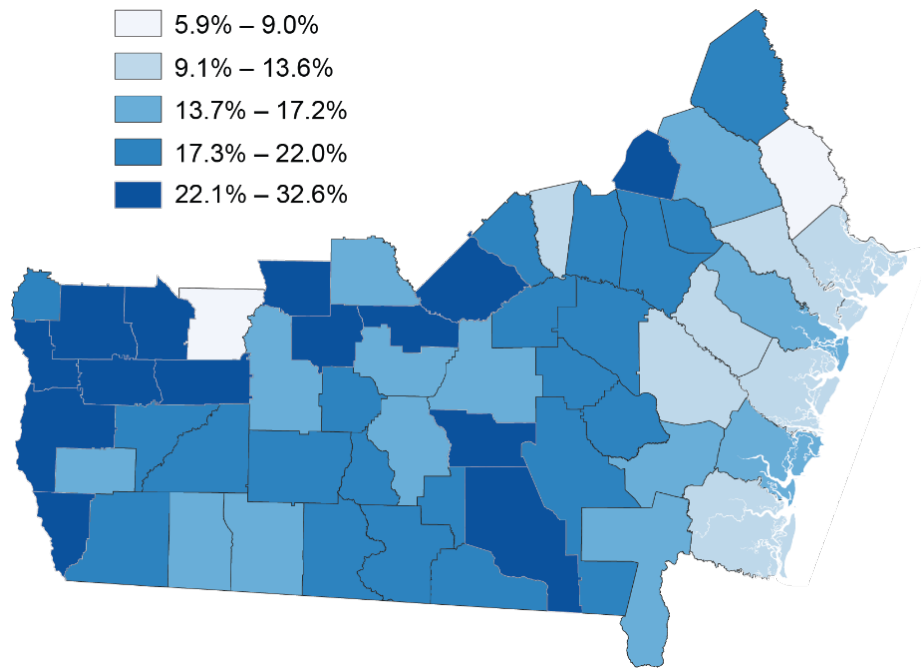 5.9% – 9.0%
9.1% – 13.6%
13.7% – 17.2%
17.3% – 22.0%
22.1% – 32.6%